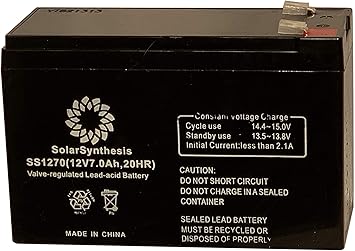 SolarSynthesis
SS1270(12V7.0Ah,20HR)
Valve-regulated Lead-acid Battery
MADE IN CHINA
Constant Voltage Charge
Cycle use 14.4~15.0V
Standby use 13.5~13.8V
Initial Current:less than 2.1A
CAUTION:
DO NOT SHORT CIRCUIT
DO NOT CHARGE IN A SEALED
CONTAINER
SEALED LEAD BATTERY
MUST BE RECYCLED OR
DISPOSED OF PROPERLY
Pb